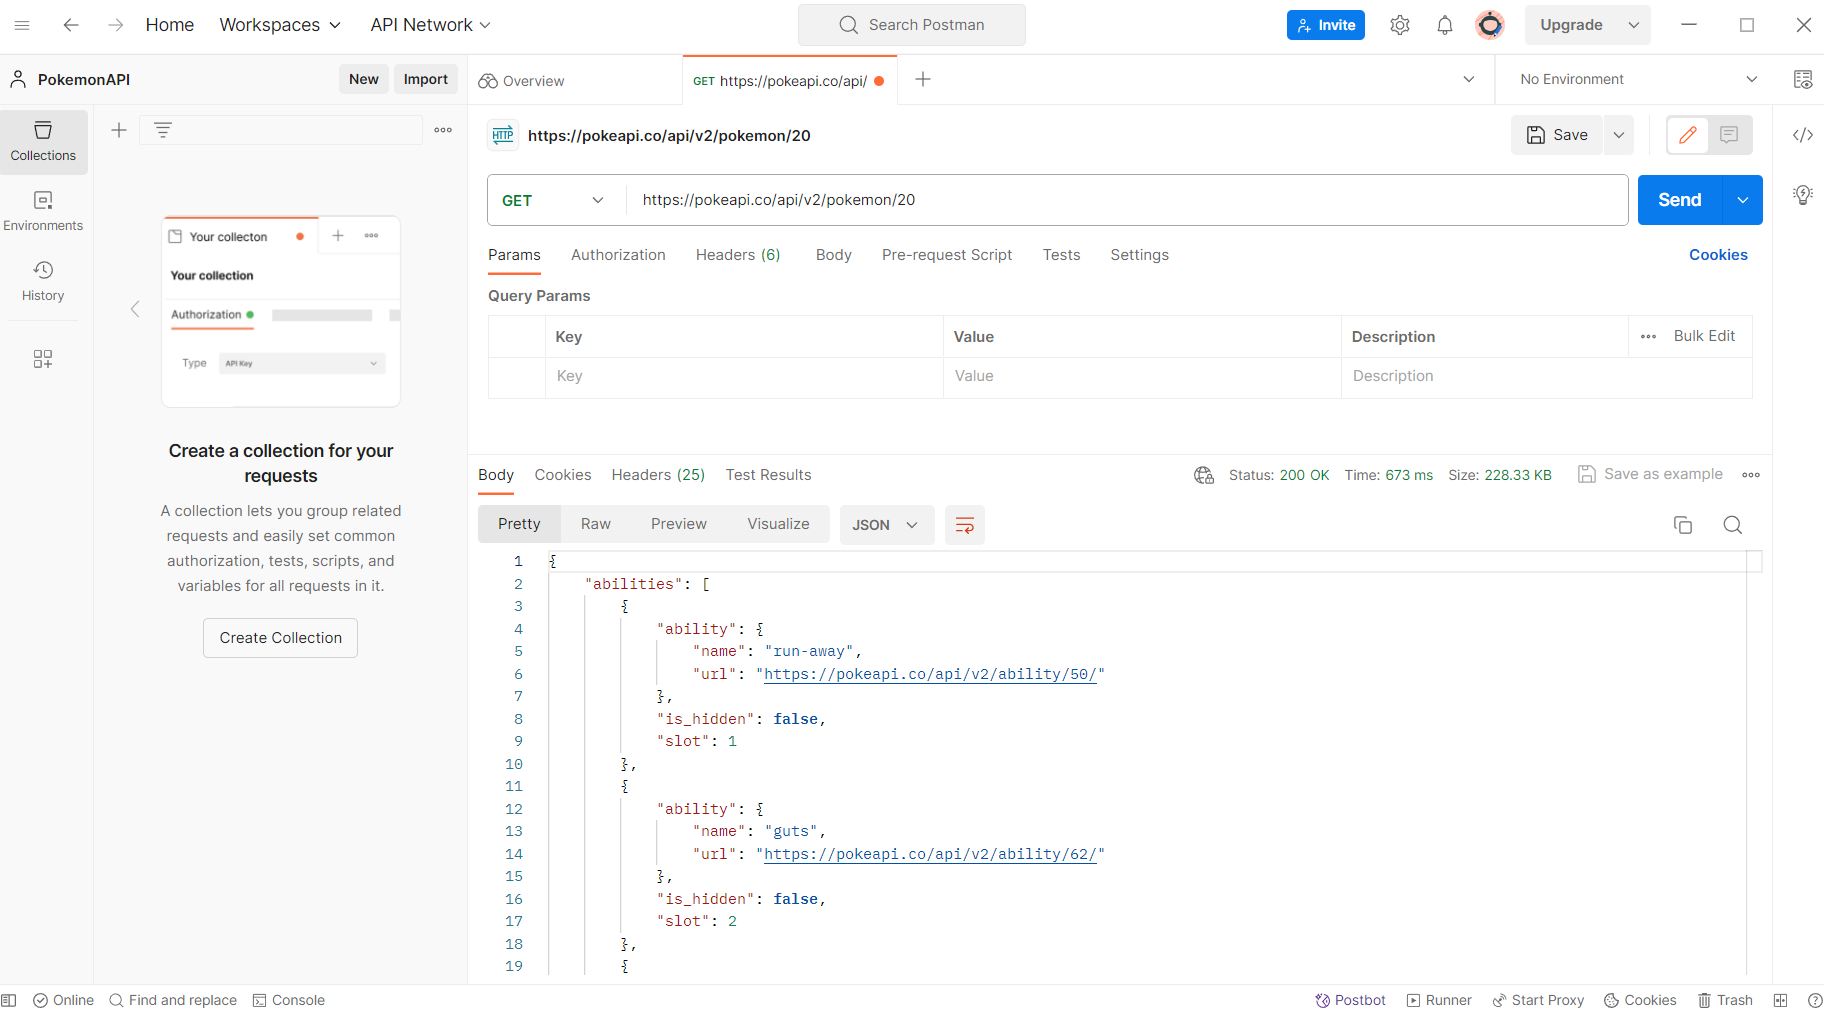 Home Workspaces API Network Search Postman Invite Upgrade
PokemonAPI New Import Overview GET https://pokeapi.co/api/ No Environment
Collections
Environments
History
Your collecton
Your collection
Authorization
Type API Key
Create a collection for your
requests
A collection lets you group related
requests and easily set common
authorization, tests, scripts, and
variables for all requests in it.
Create Collection
HTTP https://pokeapi.co/api/v2/pokemon/20 Save
GET https://pokeapi.co/api/v2/pokemon/20 Send
Params Authorization Headers (6) Body Pre-request Script Tests Settings Cookies
Query Params
Key Value Description Bulk Edit
Key Value Description
Body Cookies Headers (25) Test Results Status: 200 OK Time: 673 ms Size: 228.33 KB Save as example
Pretty Raw Preview Visualize JSON
1 {
2 "abilities": [
3 {
4 "ability": {
5 "name": "run-away",
6 "url": "https://pokeapi.co/api/v2/ability/50/"
7 },
8 "is_hidden": false,
9 "slot": 1
10 },
11 {
12 "ability": {
13 "name": "guts",
14 "url": "https://pokeapi.co/api/v2/ability/62/"
15 },
16 "is_hidden": false,
17 "slot": 2
18 },
19 {
Online Find and replace Console Postbot Runner Start Proxy Cookies Trash